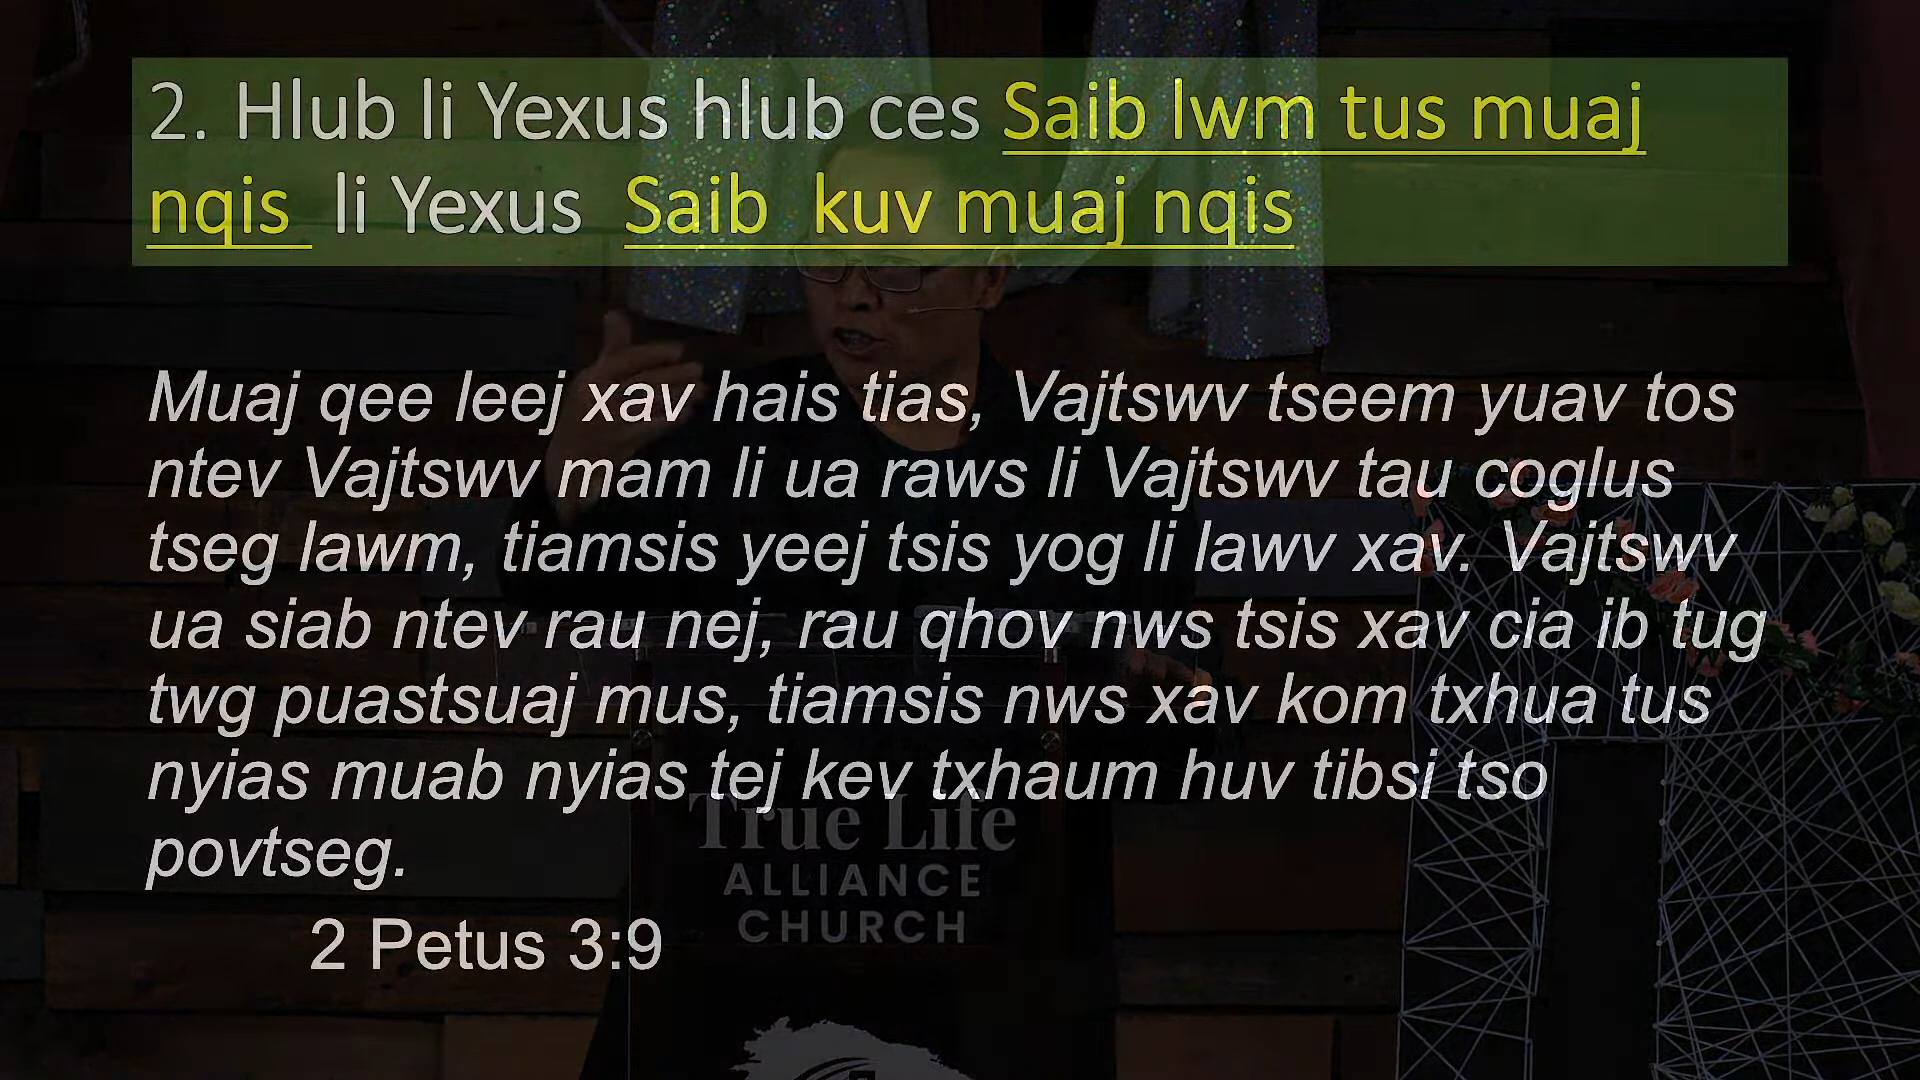 2. Hlub li Yexus hlub ces Saib lwm tus muaj
nqis li Yexus Saib kuv muaj nqis
Muaj qee leej xav hais tias, Vajtswv tseem yuav tos
ntev Vajtswv mam li ua raws li Vajtswv tau coglus
tseg lawm, tiamsis yeej tsis yog li lawv xav. Vajtswv
ua siab ntev rau nej, rau qhov nws tsis xav cia ib tug
twg puastsuaj mus, tiamsis nws xav kom txhua tus
nyias muab nyias tej kev txhaum huv tibsi tso
povtseg.
2 Petus 3:9
True Life
ALLIANCE
CHURCH